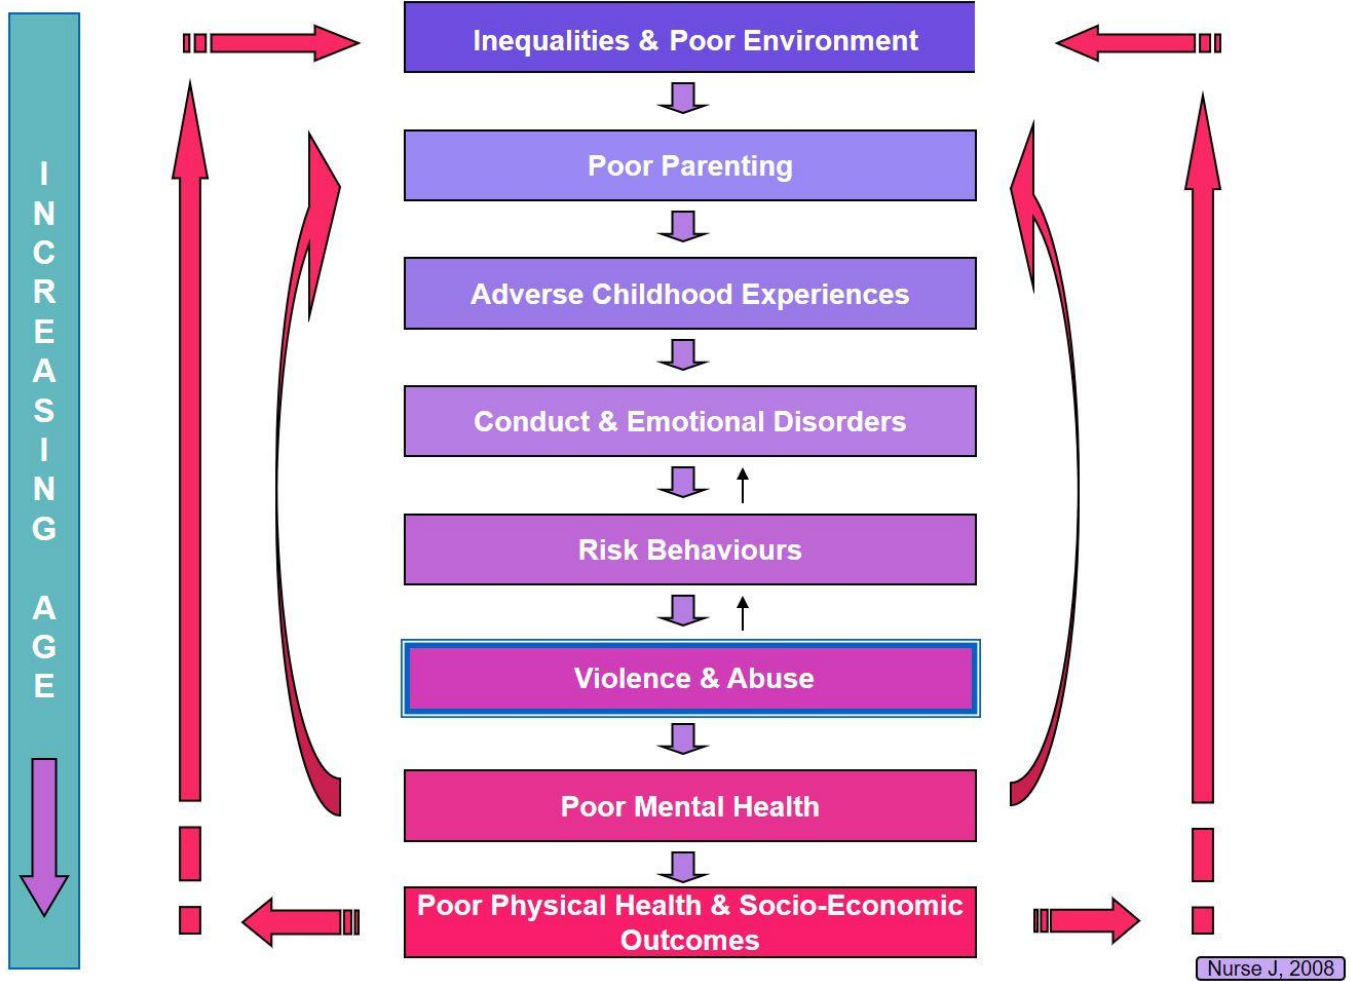 INCREASING AGE
Inequalities & Poor Environment
Poor Parenting
Adverse Childhood Experiences
Conduct & Emotional Disorders
Risk Behaviours
Violence & Abuse
Poor Mental Health
Poor Physical Health & Socio-Economic
Outcomes
Nurse J, 2008